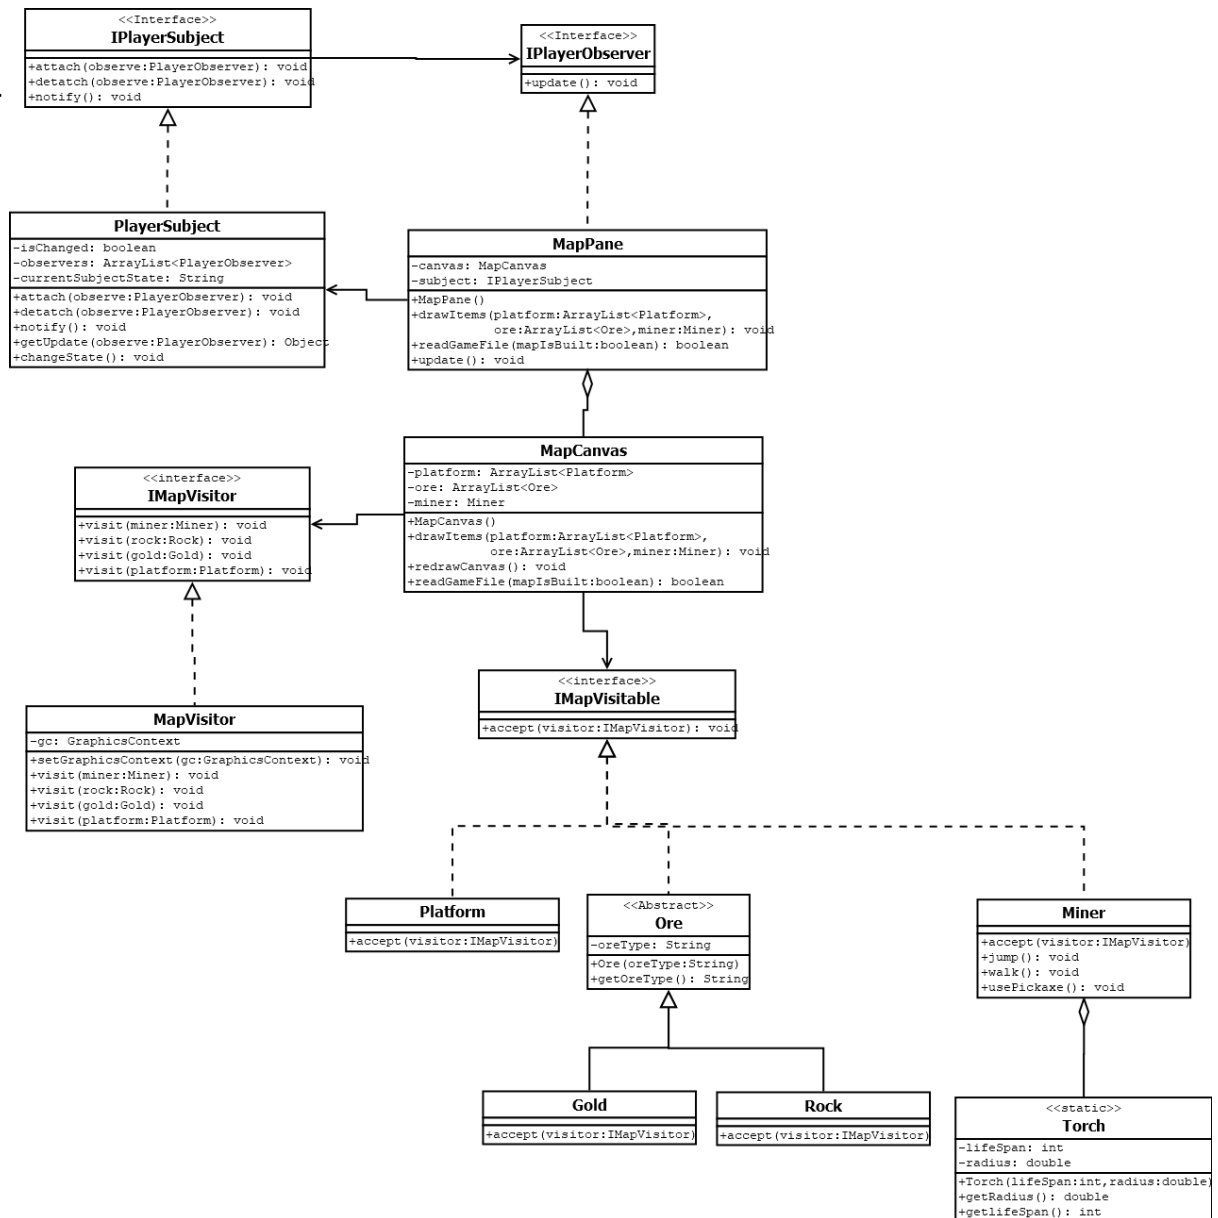 <<Interface>>
IPlayerSubject
+attach(observe:PlayerObserver): void
+detatch(observe:PlayerObserver): void
+notify(): void
<<Interface>>
IPlayerObserver
+update(): void
PlayerSubject
-isChanged: boolean
-observers: ArrayList<PlayerObserver>
-currentSubjectState: String
+attach(observe:PlayerObserver): void
+detatch(observe:PlayerObserver): void
+notify(): void
+getUpdate(observe:PlayerObserver): Object
+changeState(): void
MapPane
-canvas: MapCanvas
-subject: IPlayerSubject
+MapPane()
+drawItems(platform:ArrayList<Platform>,
ore:ArrayList<Ore>,miner:Miner): void
+readGameFile(mapIsBuilt:boolean): boolean
+update(): void
MapCanvas
-platform: ArrayList<Platform>
-ore: ArrayList<Ore>
-miner: Miner
+MapCanvas()
+drawItems(platform:ArrayList<Platform>,
ore:ArrayList<Ore>,miner:Miner): void
+redrawCanvas(): void
+readGameFile(mapIsBuilt:boolean): boolean
<<interface>>
IMapVisitor
+visit(miner:Miner): void
+visit(rock:Rock): void
+visit(gold:Gold): void
+visit(platform:Platform): void
<<interface>>
IMapVisitable
+accept(visitor:IMapVisitor): void
MapVisitor
-gc: GraphicsContext
+setGraphicsContext(gc:GraphicsContext): void
+visit(miner:Miner): void
+visit(rock:Rock): void
+visit(gold:Gold): void
+visit(platform:Platform): void
Platform
+accept(visitor:IMapVisitor)
<<Abstract>>
Ore
-oreType: String
+Ore(oreType:String)
+getOreType(): String
Miner
+accept(visitor:IMapVisitor)
+jump(): void
+walk(): void
+usePickaxe(): void
Gold
+accept(visitor:IMapVisitor)
Rock
+accept(visitor:IMapVisitor)
<<static>>
Torch
-lifeSpan: int
-radius: double
+Torch(lifeSpan:int,radius:double)
+getRadius(): double
+getlifeSpan(): int